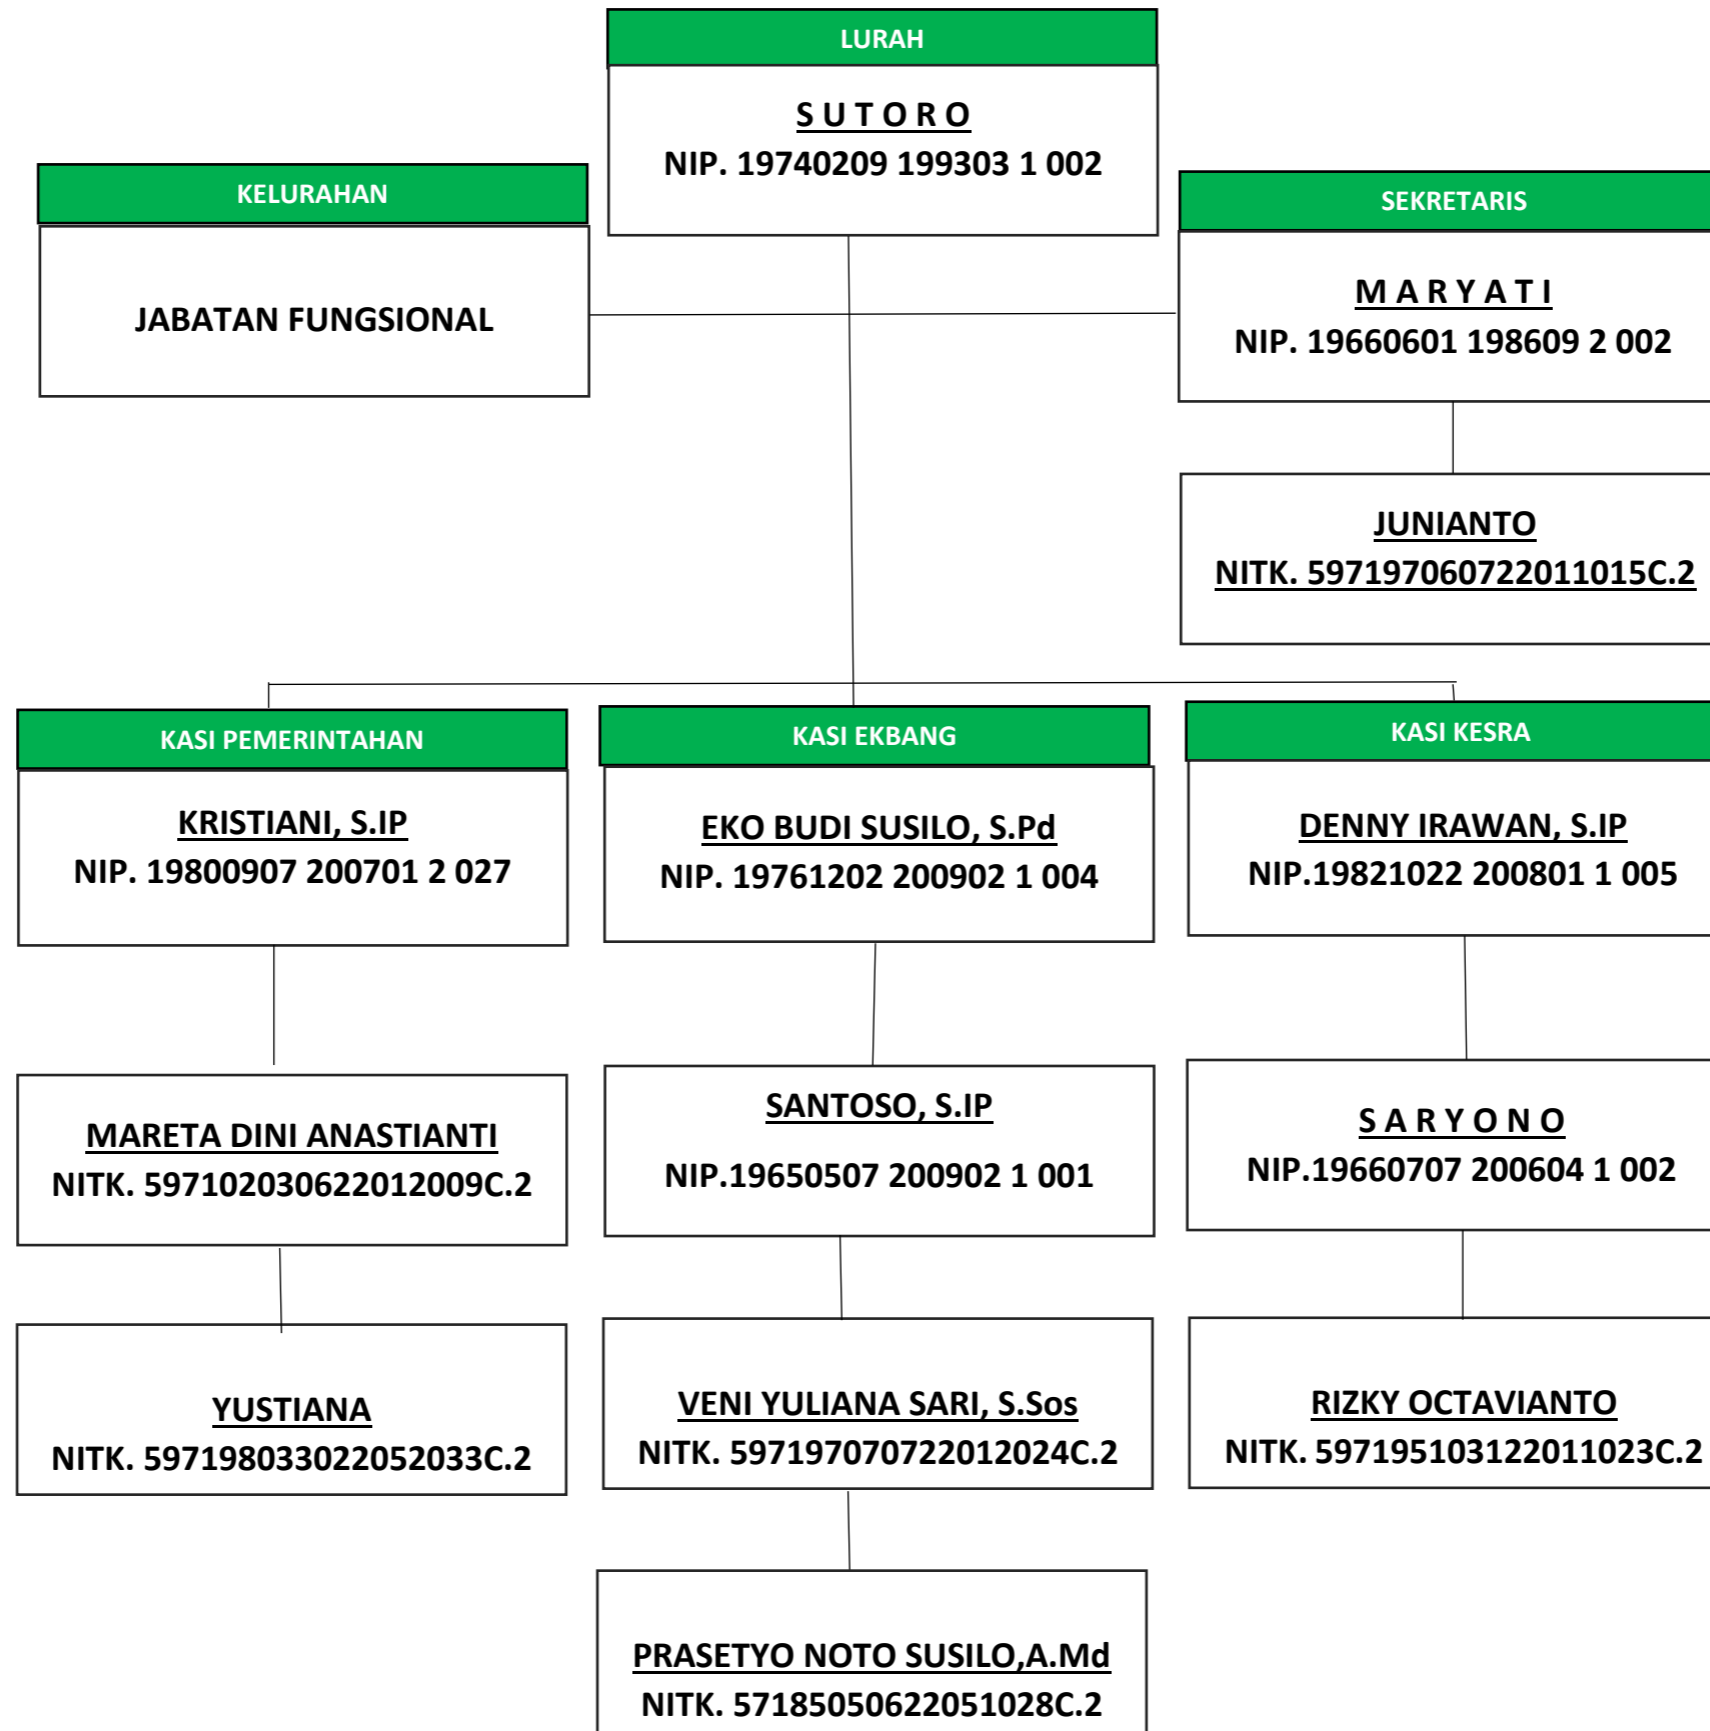 LURAH
S U T O R O
NIP. 19740209 199303 1 002
KELURAHAN
JABATAN FUNGSIONAL
SEKRETARIS
M A R Y A T I
NIP. 19660601 198609 2 002
JUNIANTO
NITK. 597197060722011015C.2
KASI PEMERINTAHAN
KRISTIANI, S.IP
NIP. 19800907 200701 2 027
KASI EKBANG
EKO BUDI SUSILO, S.Pd
NIP. 19761202 200902 1 004
KASI KESRA
DENNY IRAWAN, S.IP
NIP.19821022 200801 1 005
MARETA DINI ANASTIANTI
NITK. 597102030622012009C.2
SANTOSO, S.IP
NIP.19650507 200902 1 001
S A R Y O N O
NIP.19660707 200604 1 002
YUSTIANA
NITK. 597198033022052033C.2
VENI YULIANA SARI, S.Sos
NITK. 597197070722012024C.2
RIZKY OCTAVIANTO
NITK. 597195103122011023C.2
PRASETYO NOTO SUSILO,A.Md
NITK. 57185050622051028C.2